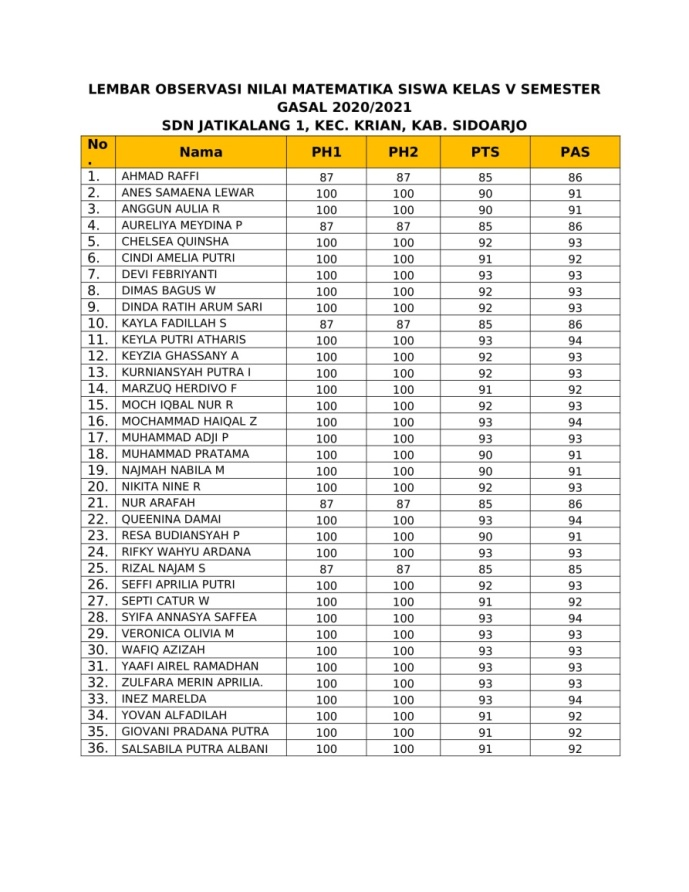 LEMBAR OBSERVASI NILAI MATEMATIKA SISWA KELAS V SEMESTER
GASAL 2020/2021
SDN JATIKALANG 1, KEC. KRIAN, KAB. SIDOARJO
No. Nama PH1 PH2 PTS PAS
1. AHMAD RAFFI 87 87 85 86
2. ANES SAMAENA LEWAR 100 100 90 91
3. ANGGUN AULIA R 100 100 90 91
4. AURELIYA MEYDINA P 87 87 85 86
5. CHELSEA QUINSHA 100 100 92 93
6. CINDI AMELIA PUTRI 100 100 91 92
7. DEVI FEBRIYANTI 100 100 93 93
8. DIMAS BAGUS W 100 100 92 93
9. DINDA RATIH ARUM SARI 100 100 92 93
10. KAYLA FADILLAH S 87 87 85 86
11. KEYLA PUTRI ATHARIS 100 100 93 94
12. KEYZIA GHASSANY A 100 100 92 93
13. KURNIANSYAH PUTRA I 100 100 92 93
14. MARZUQ HERDIVO F 100 100 91 92
15. MOCH IQBAL NUR R 100 100 92 93
16. MOCHAMMAD HAIQAL Z 100 100 93 94
17. MUHAMMAD ADJI P 100 100 93 93
18. MUHAMMAD PRATAMA 100 100 90 91
19. NAJMAH NABILA M 100 100 90 91
20. NIKITA NINE R 100 100 92 93
21. NUR ARAFAH 87 87 85 86
22. QUEENINA DAMAI 100 100 93 94
23. RESA BUDIANSYAH P 100 100 90 91
24. RIFKY WAHYU ARDANA 100 100 93 93
25. RIZAL NAJAM S 87 87 85 85
26. SEFFI APRILIA PUTRI 100 100 92 93
27. SEPTI CATUR W 100 100 91 92
28. SYIFA ANNASYA SAFFEA 100 100 93 94
29. VERONICA OLIVIA M 100 100 93 93
30. WAFIQ AZIZAH 100 100 93 93
31. YAAFI AIREL RAMADHAN 100 100 93 93
32. ZULFARA MERIN APRILIA. 100 100 93 93
33. INEZ MARELDA 100 100 93 94
34. YOVAN ALFADILAH 100 100 91 92
35. GIOVANI PRADANA PUTRA 100 100 91 92
36. SALSABILA PUTRA ALBANI 100 100 91 92